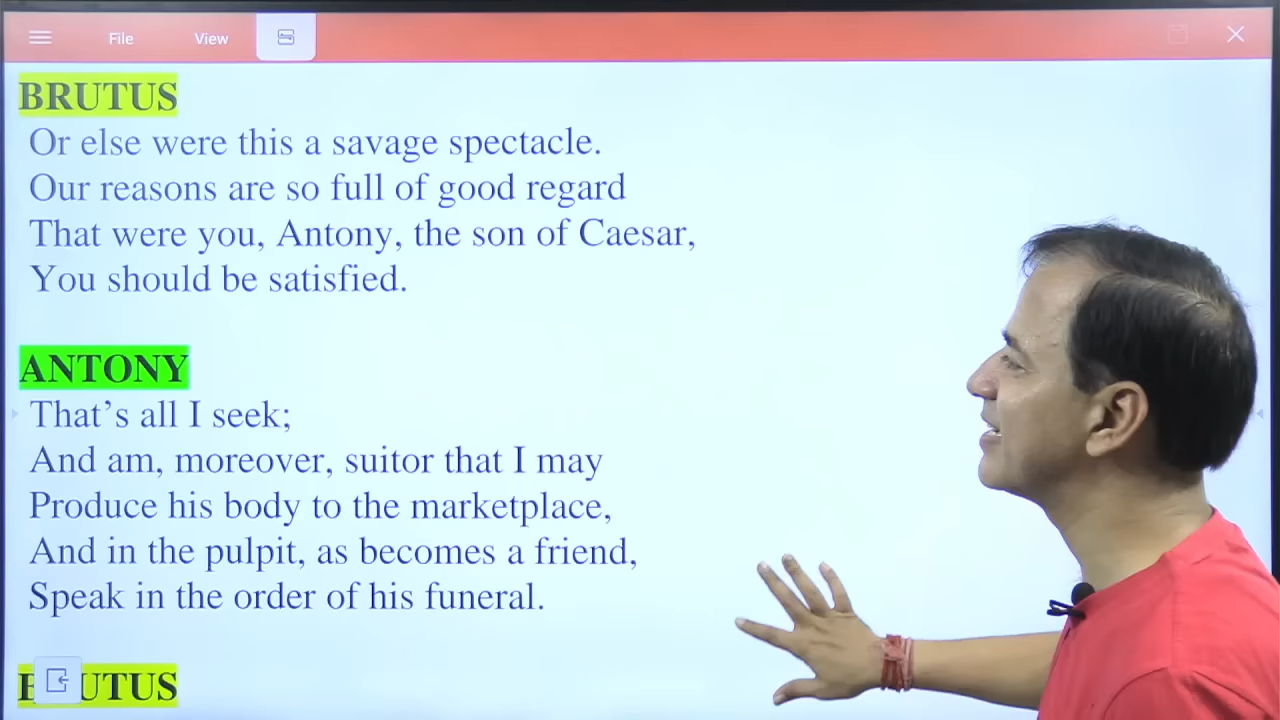 File View
BRUTUS
Or else were this a savage spectacle.
Our reasons are so full of good regard
That were you, Antony, the son of Caesar,
You should be satisfied.
ANTONY
That's all I seek;
And am, moreover, suitor that I may
Produce his body to the marketplace,
And in the pulpit, as becomes a friend,
Speak in the order of his funeral.
BRUTUS